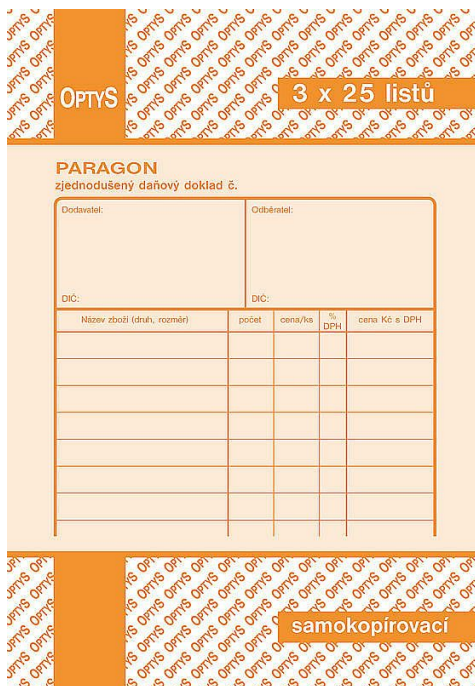 OPTYS
3 x 25 listů
PARAGON
zjednodušený daňový doklad č.
Dodavatel:
Odběratel:
DIČ:
DIČ:
Název zboží (druh, rozměr)
počet
cena/ks
%
DPH
cena Kč s DPH
samokopírovací